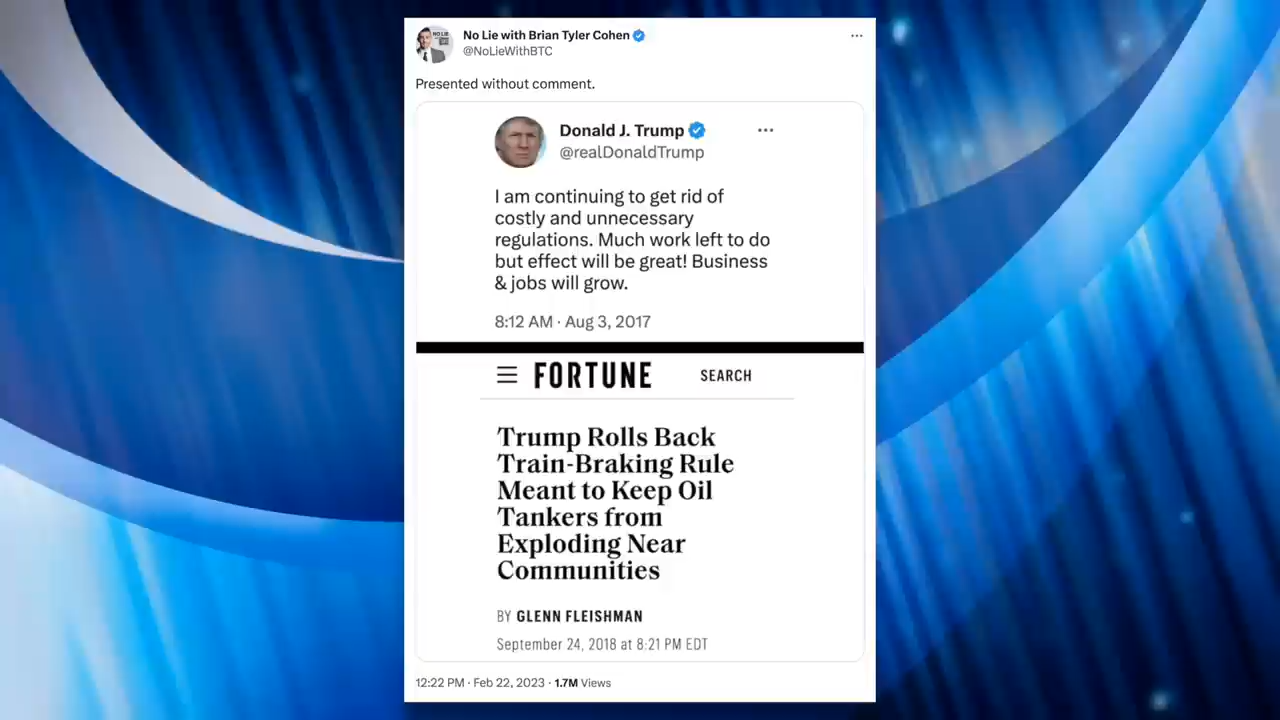 No Lie with Brian Tyler Cohen
@NoLieWithBTC
Presented without comment.
Donald J. Trump
@realDonaldTrump
I am continuing to get rid of
costly and unnecessary
regulations. Much work left to do
but effect will be great! Business
& jobs will grow.
8:12 AM · Aug 3, 2017
FORTUNE
SEARCH
Trump Rolls Back
Train-Braking Rule
Meant to Keep Oil
Tankers from
Exploding Near
Communities
BY GLENN FLEISHMAN
September 24, 2018 at 8:21 PM EDT
12:22 PM · Feb 22, 2023 · 1.7M Views